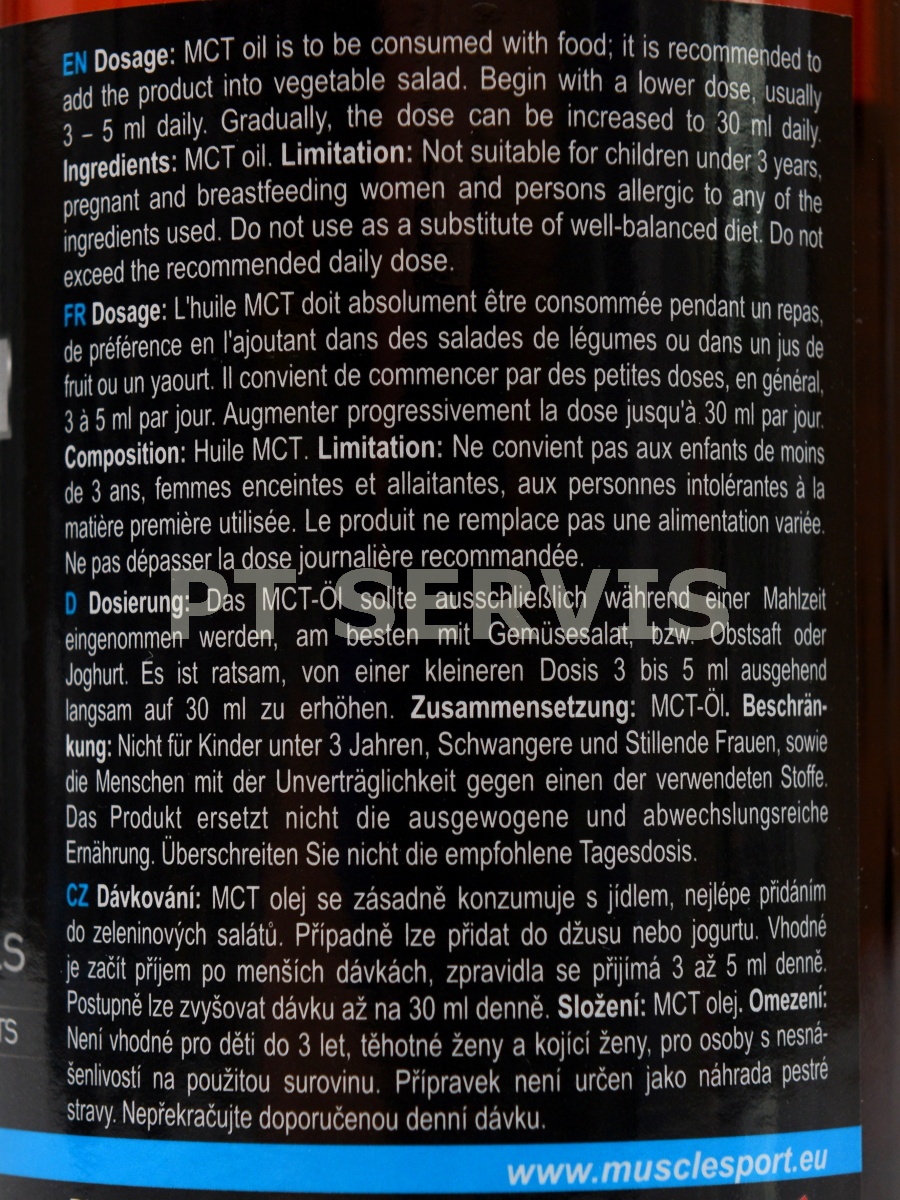 EN Dosage: MCT oil is to be consumed with food; it is recommended to
add the product into vegetable salad. Begin with a lower dose, usually
3 – 5 ml daily. Gradually, the dose can be increased to 30 ml daily.
Ingredients: MCT oil. Limitation: Not suitable for children under 3 years,
pregnant and breastfeeding women and persons allergic to any of the
ingredients used. Do not use as a substitute of well-balanced diet. Do not
exceed the recommended daily dose.
FR Dosage: L'huile MCT doit absolument être consommée pendant un repas,
de préférence en l'ajoutant dans des salades de légumes ou dans un jus de
fruit ou un yaourt. Il convient de commencer par des petites doses, en général,
3 à 5 ml par jour. Augmenter progressivement la dose jusqu'à 30 ml par jour.
Composition: Huile MCT. Limitation: Ne convient pas aux enfants de moins
de 3 ans, femmes enceintes et allaitantes, aux personnes intolérantes à la
matière première utilisée. Le produit ne remplace pas une alimentation variée.
Ne pas dépasser la dose journalière recommandée.
PT SERVIS
D Dosierung: Das MCT-Öl sollte ausschließlich während einer Mahlzeit
eingenommen werden, am besten mit Gemüsesalat, bzw. Obstsaft oder
Joghurt. Es ist ratsam, von einer kleineren Dosis 3 bis 5 ml ausgehend
langsam auf 30 ml zu erhöhen. Zusammensetzung: MCT-Öl. Beschrän-
kung: Nicht für Kinder unter 3 Jahren, Schwangere und Stillende Frauen, sowie
die Menschen mit der Unverträglichkeit gegen einen der verwendeten Stoffe.
Das Produkt ersetzt nicht die ausgewogene und abwechslungsreiche
Ernährung. Überschreiten Sie nicht die empfohlene Tagesdosis.
CZ Dávkování: MCT olej se zásadně konzumuje s jídlem, nejlépe přidáním
do zeleninových salátů. Případně lze přidat do džusu nebo jogurtu. Vhodné
je začít příjem po menších dávkách, zpravidla se přijímá 3 až 5 ml denně.
Postupně lze zvyšovat dávku až na 30 ml denně. Složení: MCT olej. Omezení:
Není vhodné pro děti do 3 let, těhotné ženy a kojící ženy, pro osoby s nesná-
šenlivostí na použitou surovinu. Přípravek není určen jako náhrada pestré
stravy. Nepřekračujte doporučenou denní dávku.
www.musclesport.eu